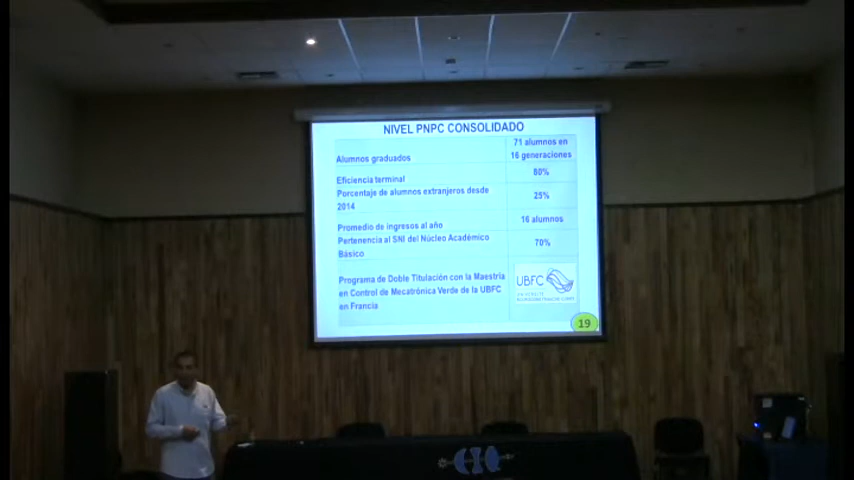 NIVEL PNPC CONSOLIDADO
Alumnos graduados
71 alumnos en
16 generaciones
Eficiencia terminal
80%
Porcentaje de alumnos extranjeros desde
2014
25%
Promedio de ingresos al año
16 alumnos
Pertenencia al SNI del Núcleo Académico
Básico
70%
Programa de Doble Titulación con la Maestría
en Control de Mecatrónica Verde de la UBFC
en Francia
UBFC
19